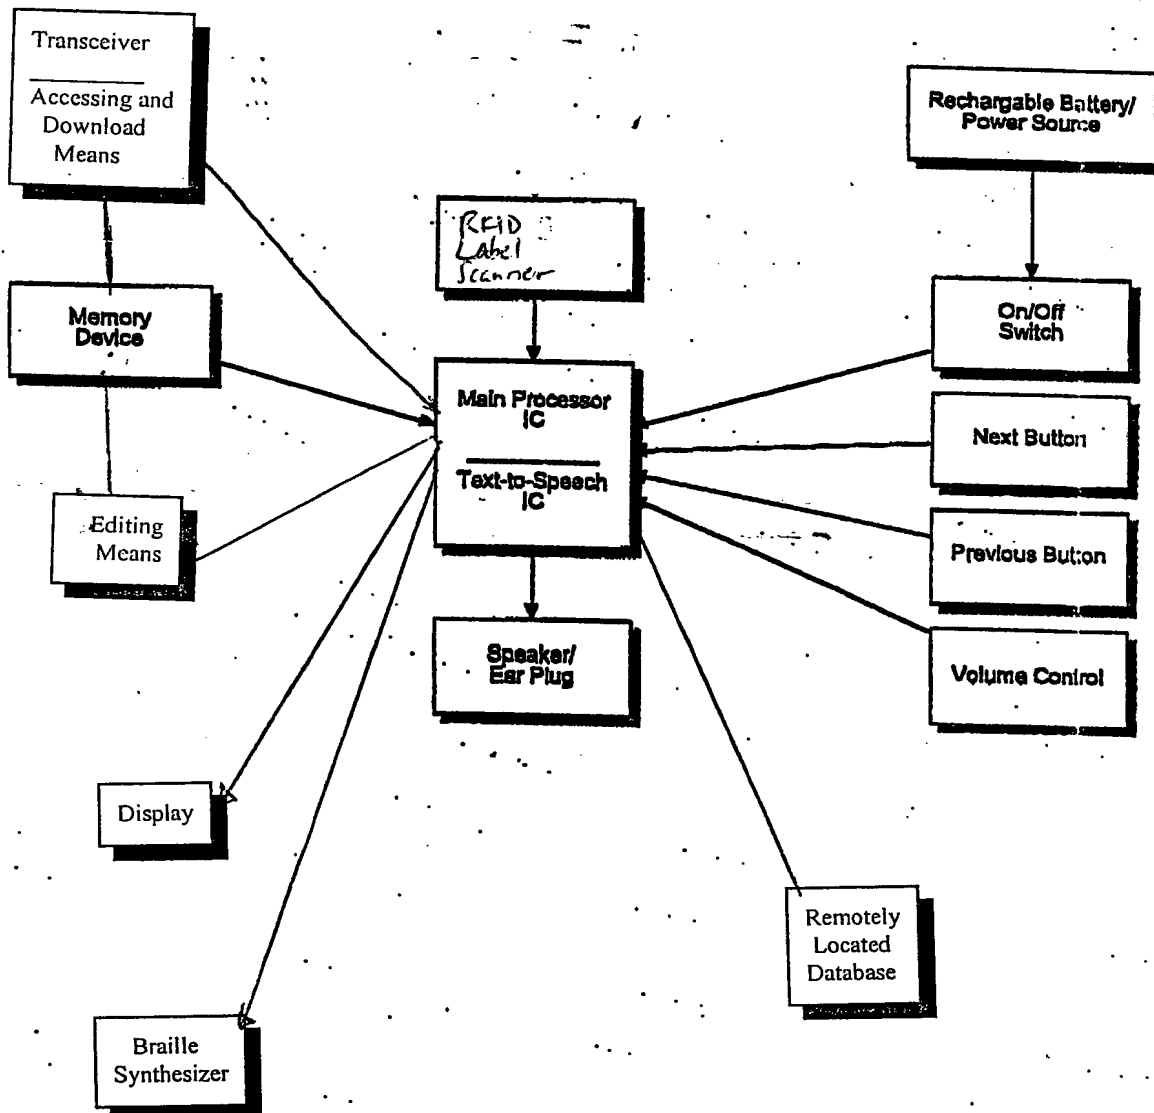 Transceiver
Accessing and
Download
Means
Rechargable Battery/
Power Source
RFID
Label
Scanner
Memory
Device
On/Off
Switch
Main Processor
IC
Text-to-Speech
IC
Next Button
Editing
Means
Previous Button
Speaker/
Ear Plug
Volume Control
Display
Remotely
Located
Database
Braille
Synthesizer